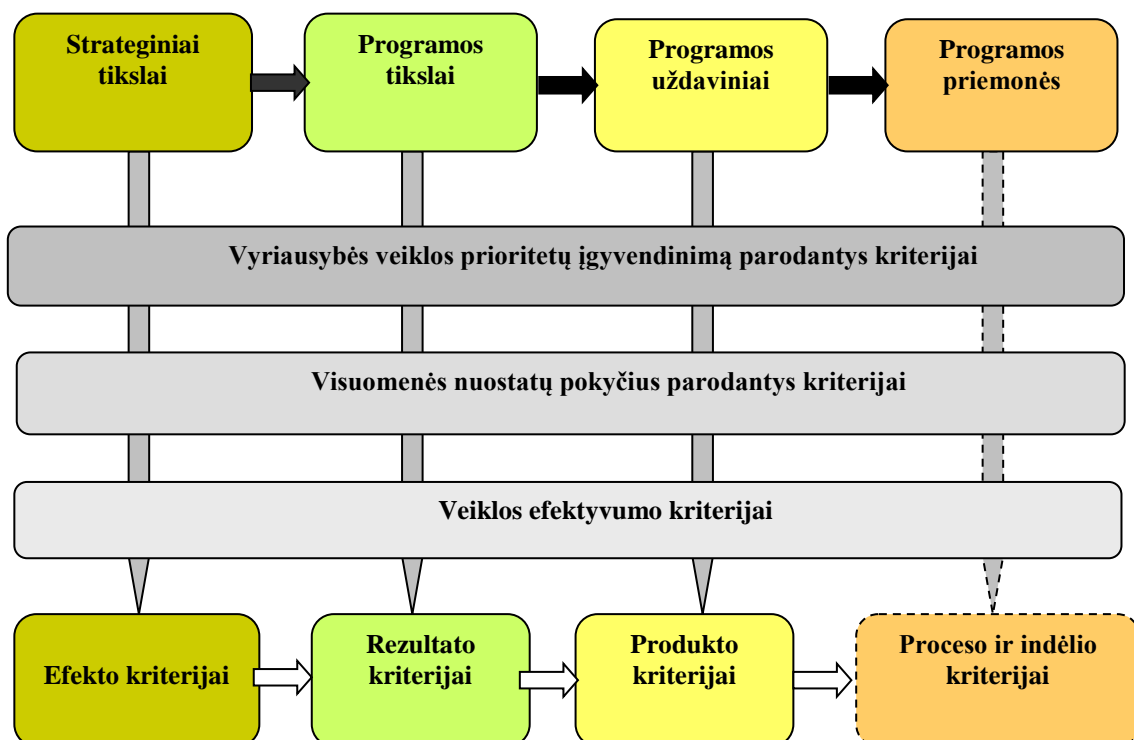 Strateginiai
tikslai
Programos
tikslai
Programos
uždaviniai
Programos
priemonės
Vyriausybės veiklos prioritetų įgyvendinimą parodantys kriterijai
Visuomenės nuostatų pokyčius parodantys kriterijai
Veiklos efektyvumo kriterijai
Efekto kriterijai
Rezultato
kriterijai
Produkto
kriterijai
Proceso ir indėlio
kriterijai